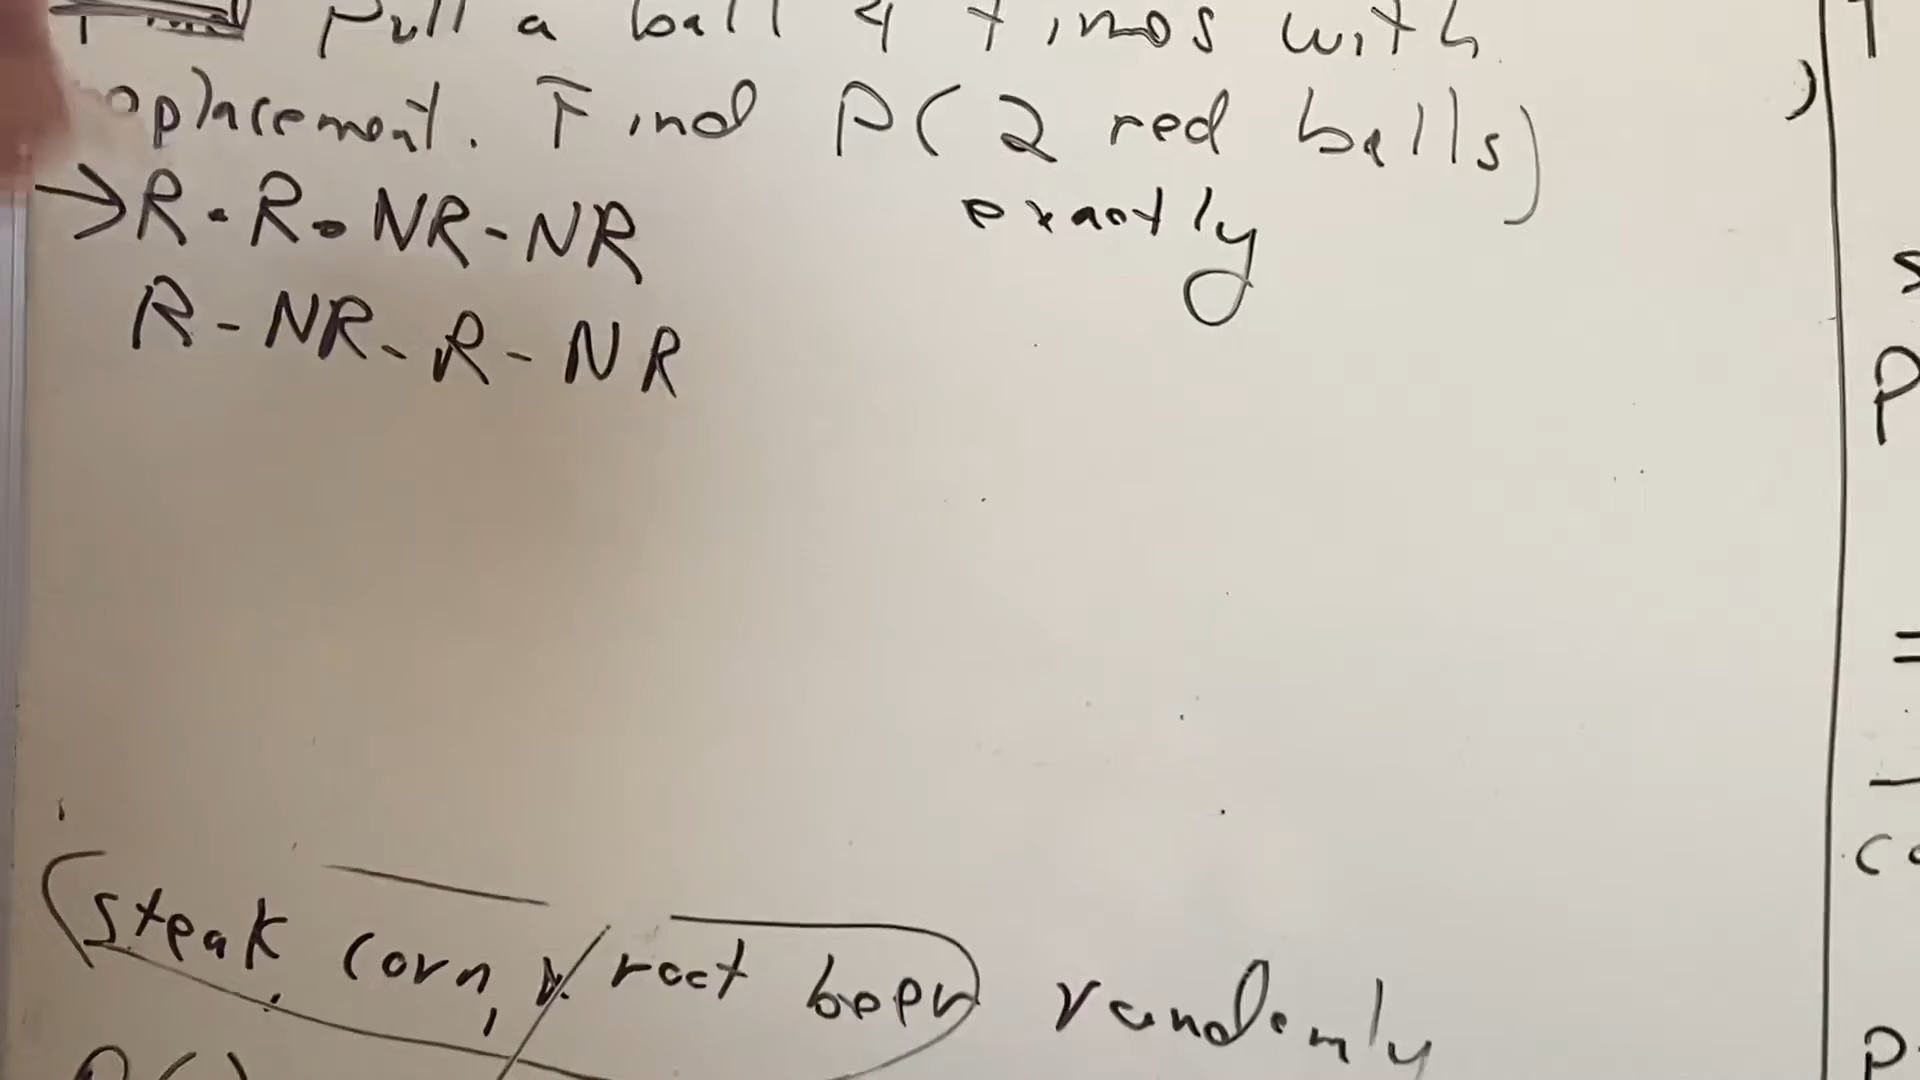 Pull a ball 4 times with
placement. Find P(2 red balls)
exactly
→ R - R - NR - NR
R - NR - R - NR
steak corn, root beer randomly
P( )
)
P
=
co